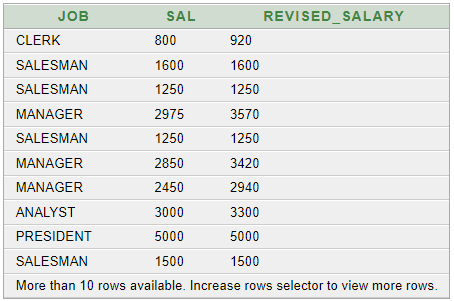 JOB SAL REVISED_SALARY
CLERK 800 920
SALESMAN 1600 1600
SALESMAN 1250 1250
MANAGER 2975 3570
SALESMAN 1250 1250
MANAGER 2850 3420
MANAGER 2450 2940
ANALYST 3000 3300
PRESIDENT 5000 5000
SALESMAN 1500 1500
More than 10 rows available. Increase rows selector to view more rows.